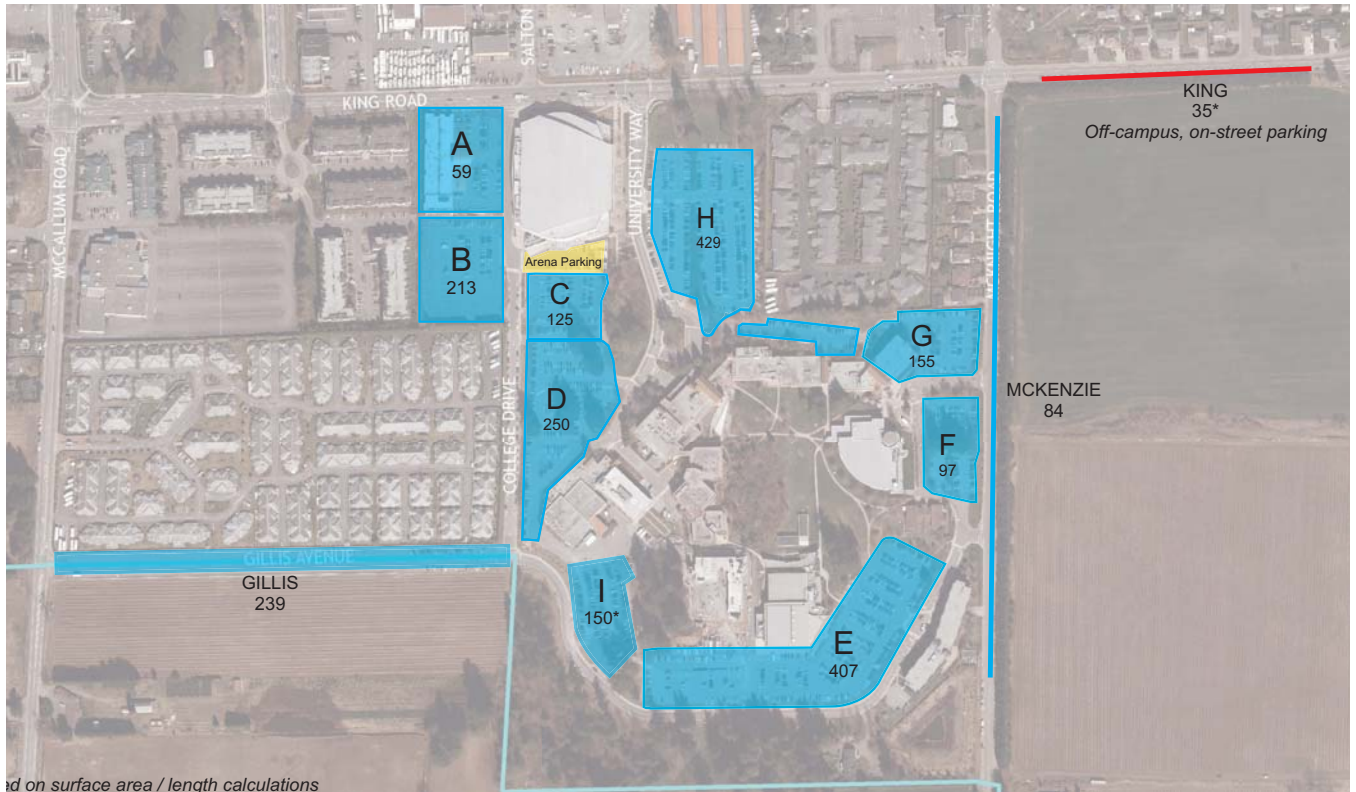 SALTON
KING ROAD
KING
35*
Off-campus, on-street parking
A
59
UNIVERSITY WAY
H
429
MCCALLUM ROAD
B
213
Arena Parking
C
125
G
155
MCKENZIE
84
D
250
COLLEGE DRIVE
F
97
GILLIS AVENUE
GILLIS
239
I
150*
E
407
ed on surface area / length calculations